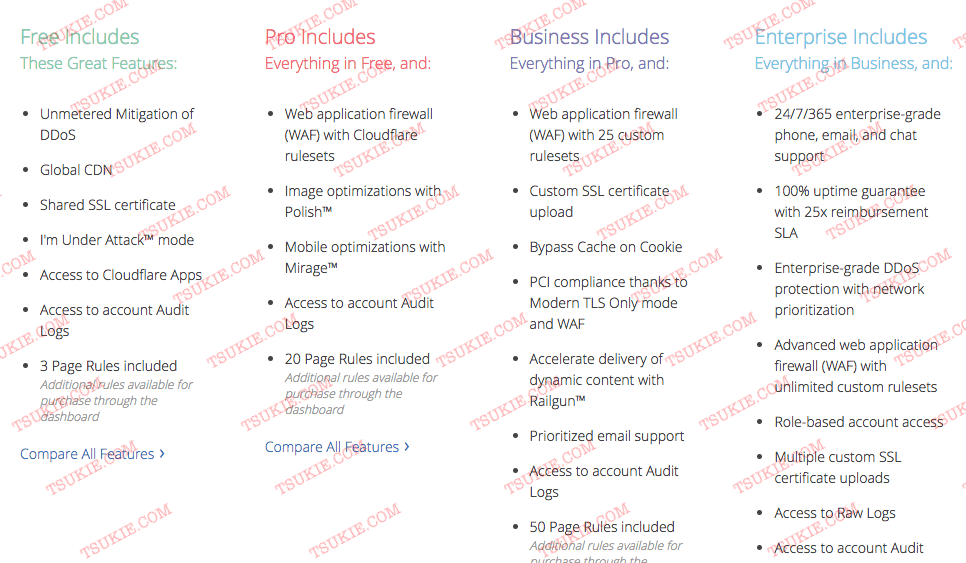 Free Includes
These Great Features:
Unmetered Mitigation of
DDoS
Global CDN
Shared SSL certificate
I'm Under Attack™ mode
Access to Cloudflare Apps
Access to account Audit
Logs
3 Page Rules included
Additional rules available for
purchase through the
dashboard
Compare All Features ›
Pro Includes
Everything in Free, and:
Web application firewall
(WAF) with Cloudflare
rulesets
Image optimizations with
Polish™
Mobile optimizations with
Mirage™
Access to account Audit
Logs
20 Page Rules included
Additional rules available for
purchase through the
dashboard
Compare All Features ›
Business Includes
Everything in Pro, and:
Web application firewall
(WAF) with 25 custom
rulesets
Custom SSL certificate
upload
Bypass Cache on Cookie
PCI compliance thanks to
Modern TLS Only mode
and WAF
Accelerate delivery of
dynamic content with
Railgun™
Prioritized email support
Access to account Audit
Logs
50 Page Rules included
Additional rules available for
purchase through the
Enterprise Includes
Everything in Business, and:
24/7/365 enterprise-grade
phone, email, and chat
support
100% uptime guarantee
with 25x reimbursement
SLA
Enterprise-grade DDoS
protection with network
prioritization
Advanced web application
firewall (WAF) with
unlimited custom rulesets
Role-based account access
Multiple custom SSL
certificate uploads
Access to Raw Logs
Access to account Audit
TSUKIE.COM